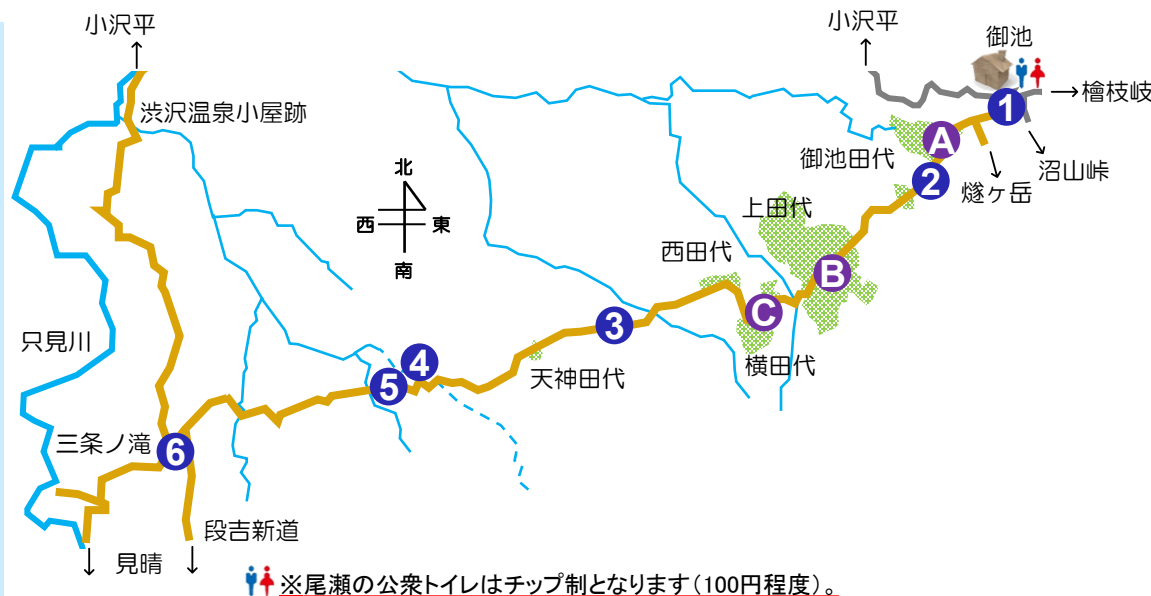 小沢平
小沢平
御池
→檜枝岐
渋沢温泉小屋跡
1
A
御池田代
沼山峠
2
燧ヶ岳
北
西 東
南
上田代
西田代
B
C
只見川
3
横田代
天神田代
4
5
三条ノ滝
6
段吉新道
見晴
※尾瀬の公衆トイレはチップ制となります(100円程度)。